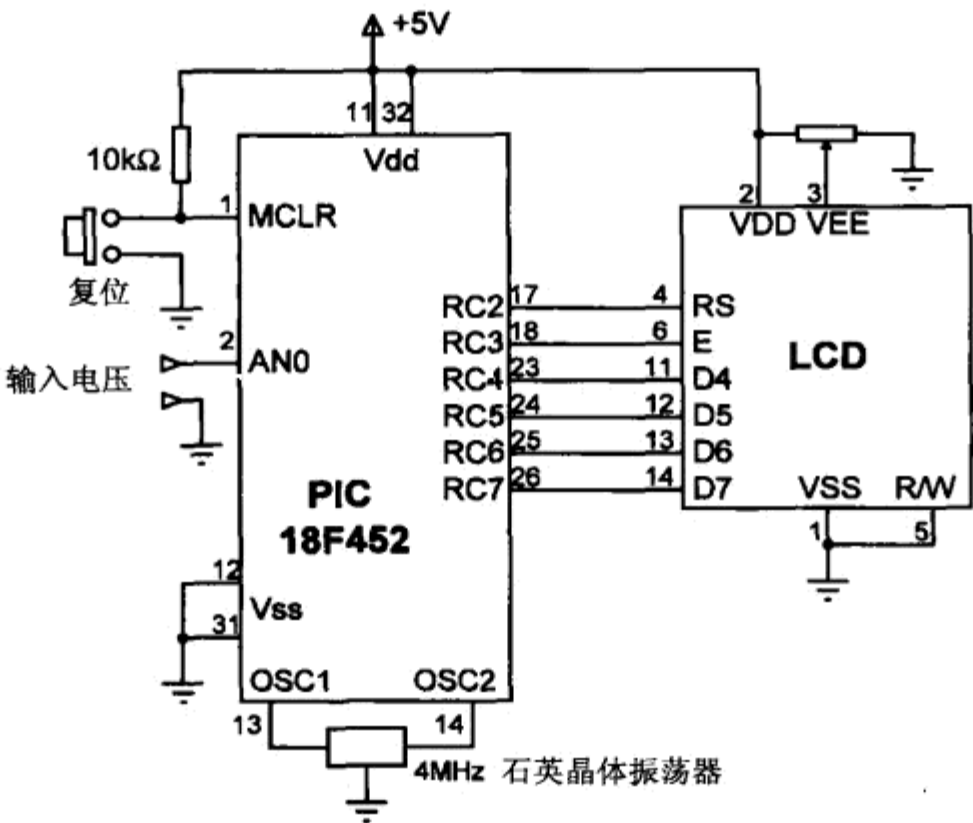 +5V
11 32
Vdd
10kΩ
1 MCLR
复位
2 AN0
输入电压
PIC
18F452
RC2 17
RC3 18
RC4 23
RC5 24
RC6 25
RC7 26
12
Vss
31
OSC1 OSC2
13 14
4MHz 石英晶体振荡器
2 3
VDD VEE
4 RS
6 E
11 D4
12 D5
13 D6
14 D7
LCD
VSS R/W
1 5